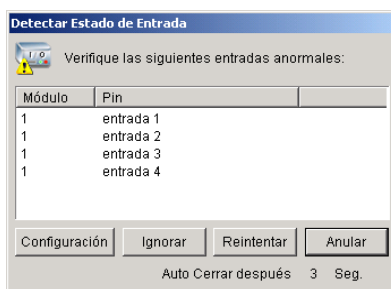 Detectar Estado de Entrada
I / O
Verifique las siguientes entradas anormales:
Módulo Pin
1 entrada 1
1 entrada 2
1 entrada 3
1 entrada 4
Configuración Ignorar Reintentar Anular
Auto Cerrar después 3 Seg.